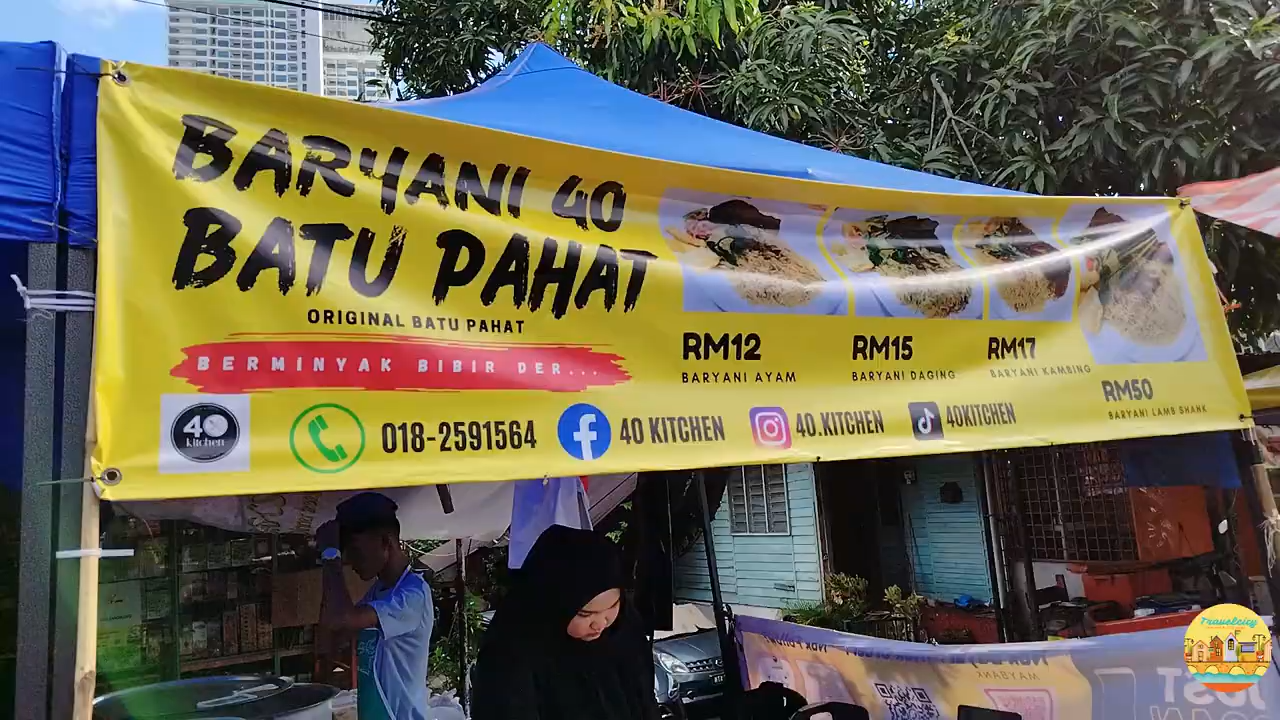 BARYANI 40
BATU PAHAT
ORIGINAL BATU PAHAT
BERMINYAK BIBIR DER...
RM12
BARYANI AYAM
RM15
BARYANI DAGING
RM17
BARYANI KAMBING
RM50
BARYANI LAMB SHANK
40
kitchen
018-2591564
40 KITCHEN
40.KITCHEN
40KITCHEN
MAYBANK
Travelcity